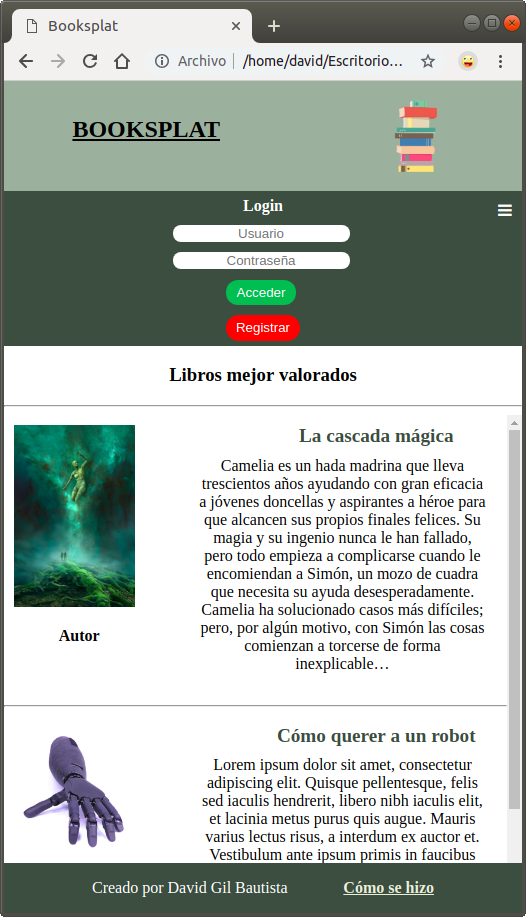 Booksplat
Archivo /home/david/Escritorio…
BOOKSPLAT
Login
Usuario
Contraseña
Acceder
Registrar
Libros mejor valorados
La cascada mágica
Camelia es un hada madrina que lleva
trescientos años ayudando con gran eficacia
a jóvenes doncellas y aspirantes a héroe para
que alcancen sus propios finales felices. Su
magia y su ingenio nunca le han fallado,
pero todo empieza a complicarse cuando le
encomiendan a Simón, un mozo de cuadra
que necesita su ayuda desesperadamente.
Camelia ha solucionado casos más difíciles;
pero, por algún motivo, con Simón las cosas
comienzan a torcerse de forma
inexplicable…
Autor
Cómo querer a un robot
Lorem ipsum dolor sit amet, consectetur
adipiscing elit. Quisque pellentesque, felis
sed iaculis hendrerit, libero nibh iaculis elit,
et lacinia metus purus quis augue. Mauris
varius lectus risus, a interdum ex auctor et.
Vestibulum ante ipsum primis in faucibus
Creado por David Gil Bautista Cómo se hizo